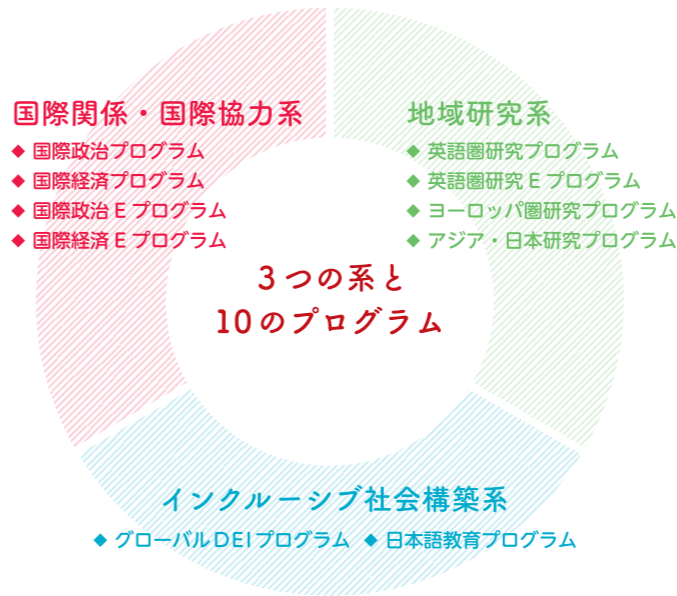 国際関係・国際協力系
◆ 国際政治プログラム
◆ 国際経済プログラム
◆ 国際政治Eプログラム
◆ 国際経済Eプログラム
地域研究系
◆ 英語圏研究プログラム
◆ 英語圏研究Eプログラム
◆ ヨーロッパ圏研究プログラム
◆ アジア・日本研究プログラム
3つの系と
10のプログラム
インクルーシブ社会構築系
◆ グローバルDEIプログラム ◆ 日本語教育プログラム